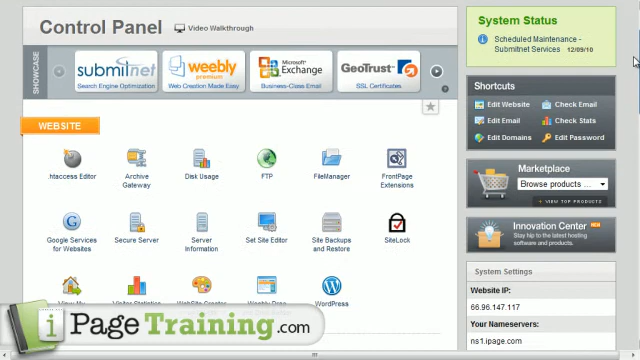 Control Panel
Video Walkthrough
SHOWCASE
submitnet
Search Engine Optimization
weebly
premium
Web Creation Made Easy
Microsoft
Exchange
Business-Class Email
GeoTrust
SSL Certificates
WEBSITE
.htaccess Editor
Archive Gateway
Disk Usage
FTP
FileManager
FrontPage Extensions
Google Services for Websites
Secure Server
Server Information
Set Site Editor
Site Backups and Restore
SiteLock
View My
Visitor Statistics
WebSite Creator
WordPress
iPageTraining.com
System Status
Scheduled Maintenance -
Submitnet Services 12/09/10
Shortcuts
Edit Website
Check Email
Edit Email
Check Stats
Edit Domains
Edit Password
Marketplace
Browse products ...
VIEW TOP PRODUCTS
Innovation Center NEW
Stay hip to the latest hosting
software and products.
System Settings
Website IP:
66.96.147.117
Your Nameservers:
ns1.ipage.com